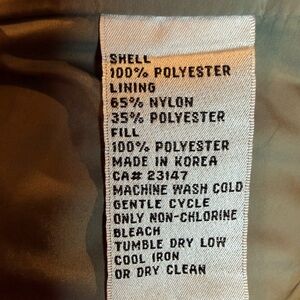 SHELL
100% POLYESTER
LINING
65% NYLON
35% POLYESTER
FILL
100% POLYESTER
MADE IN KOREA
CA# 23147
MACHINE WASH COLD
GENTLE CYCLE
ONLY NON-CHLORINE
BLEACH
TUMBLE DRY LOW
COOL IRON
OR DRY CLEAN